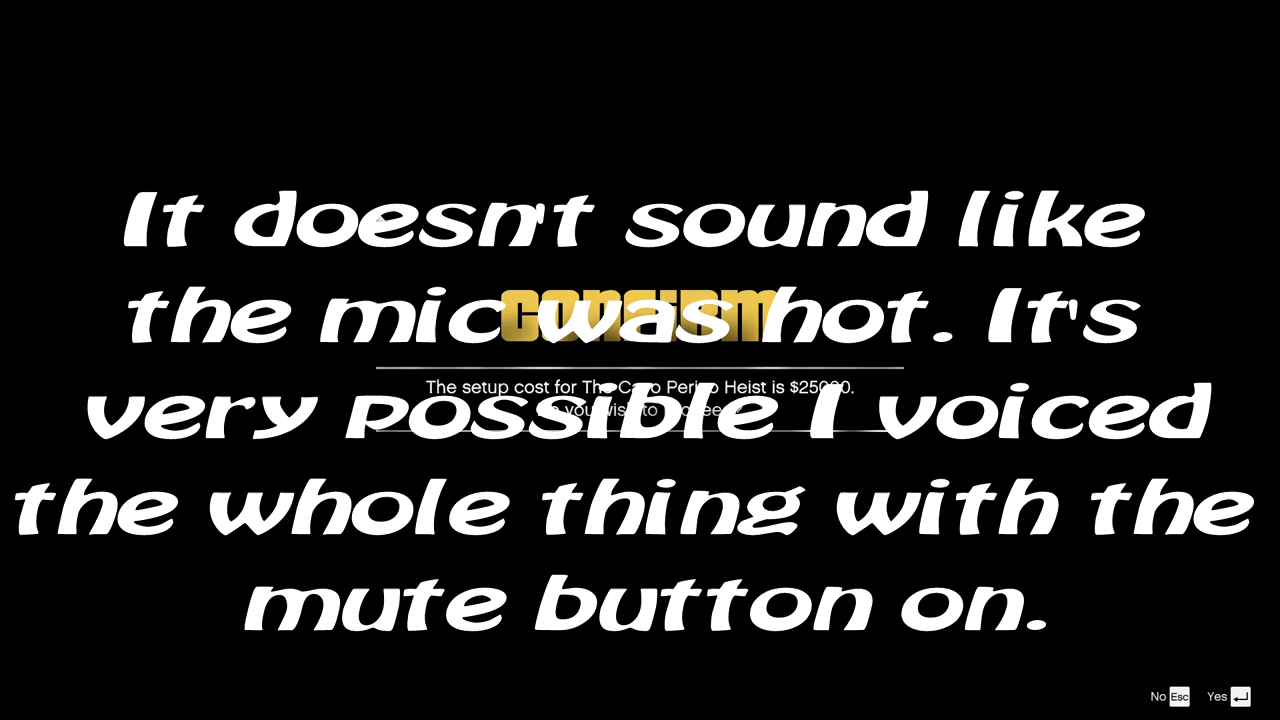 It doesn't sound like
the mic was hot. It's
CONFIRM
The setup cost for The Cayo Perico Heist is $25000.
very possible I voiced
Do you wish to proceed?
the whole thing with the
mute button on.
No Esc Yes